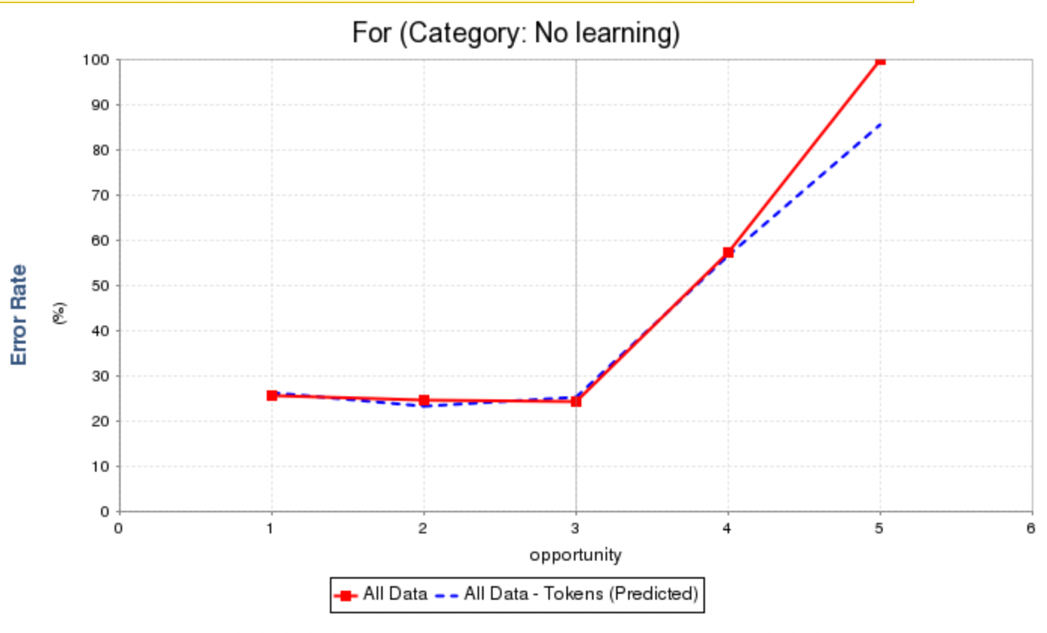 For (Category: No learning)
100
90
80
70
60
50
40
30
20
10
0
Error Rate
(%)
0 1 2 3 4 5 6
opportunity
All Data All Data - Tokens (Predicted)